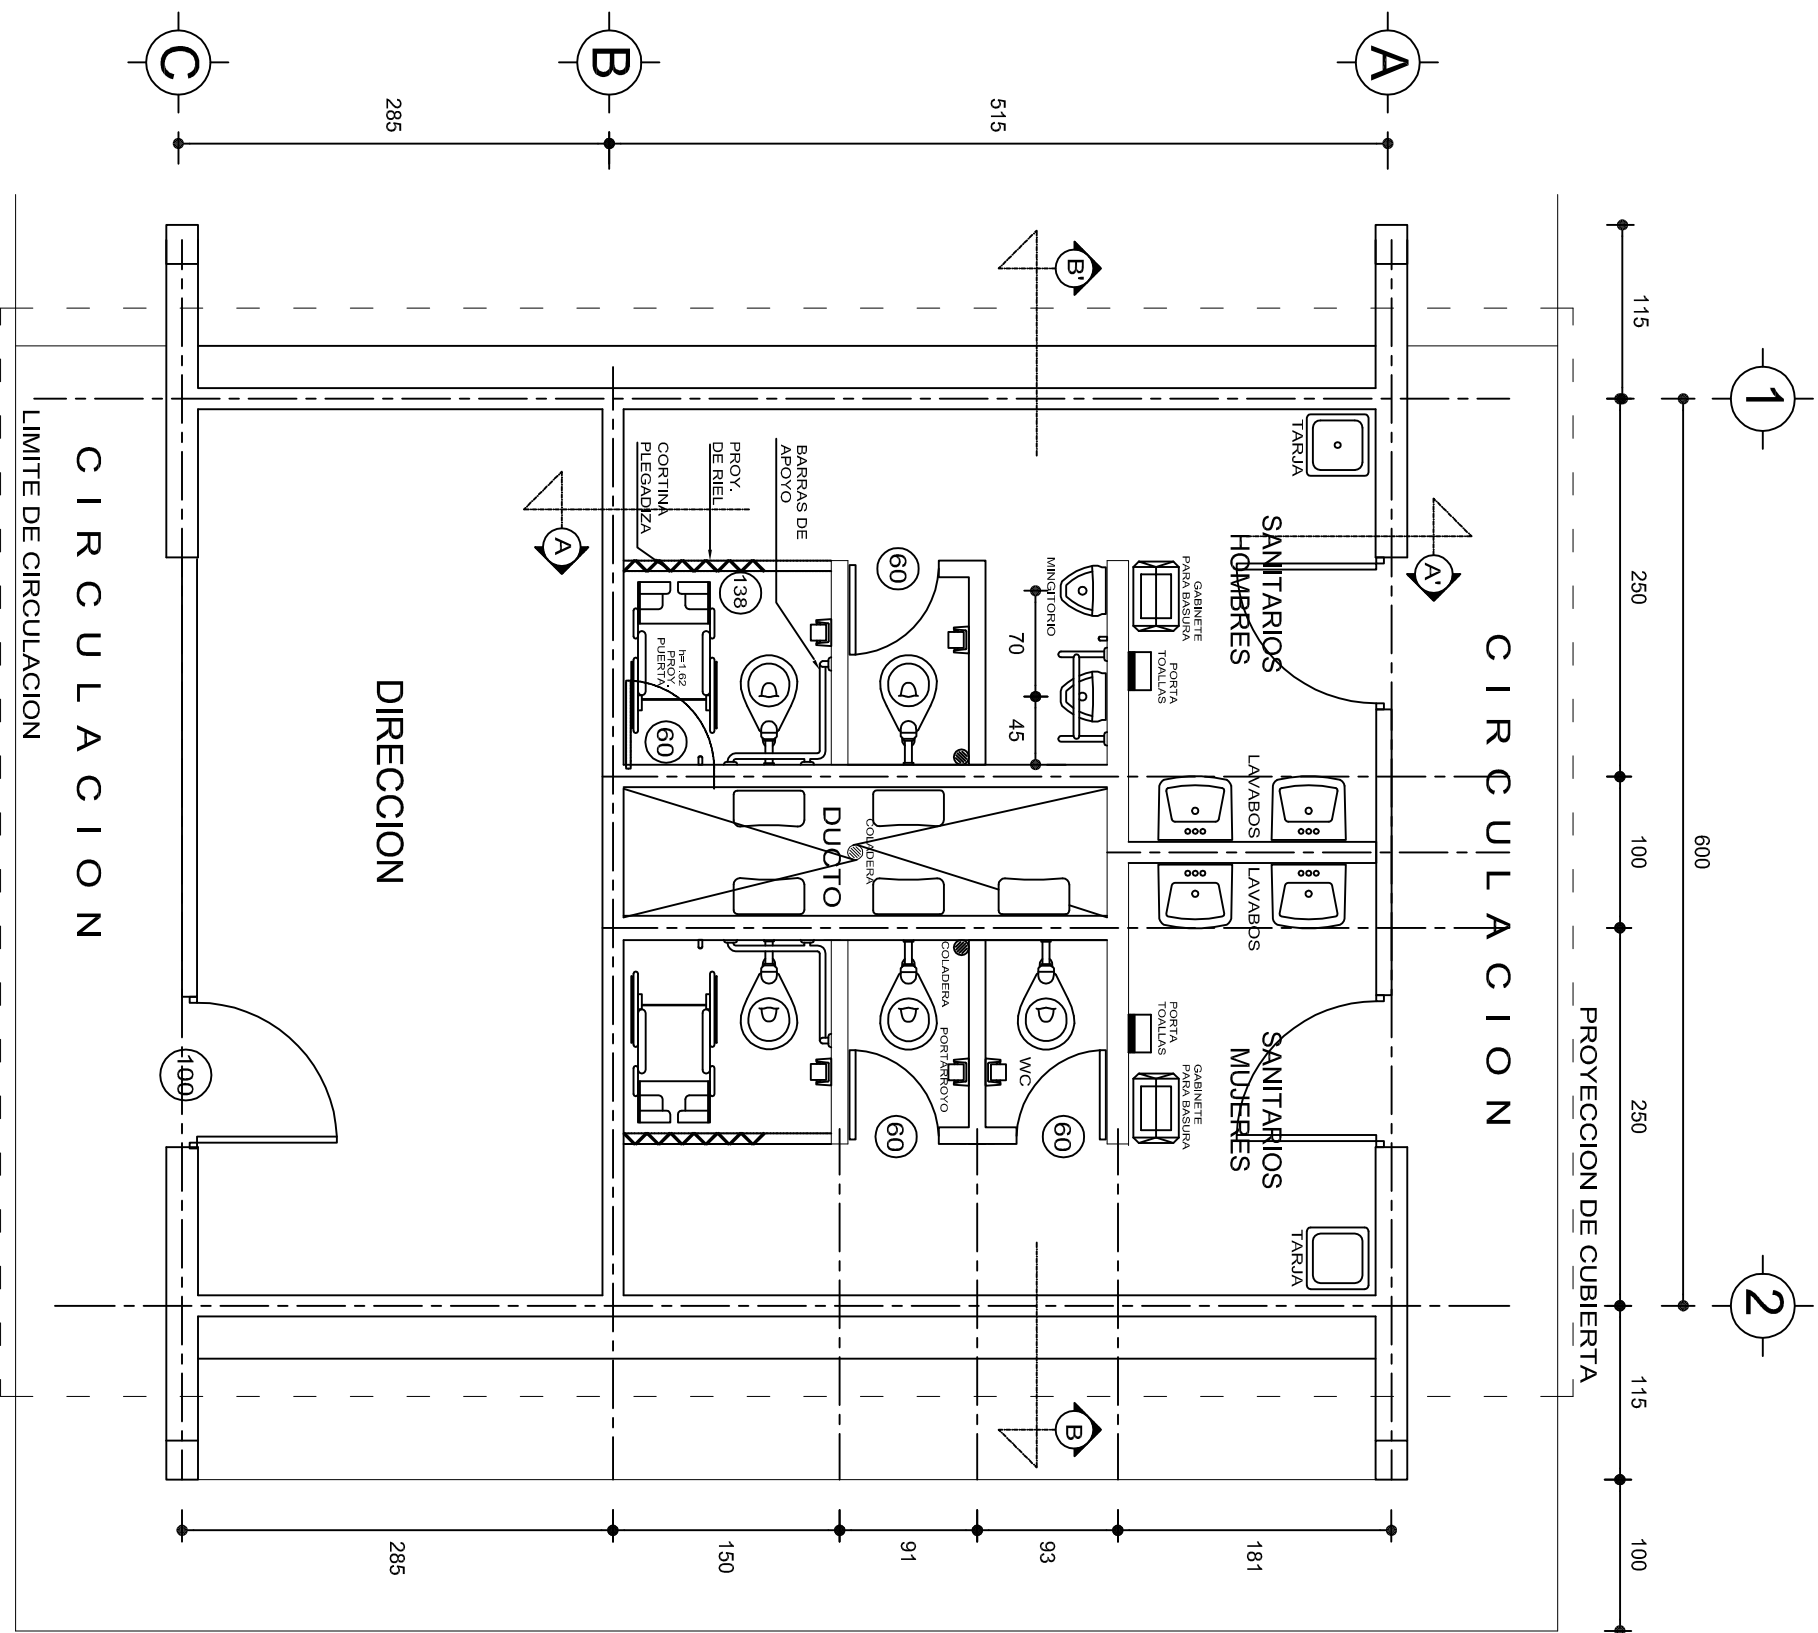 1
2
600
115
250
100
250
115
100
PROYECCION DE CUBIERTA
CIRCULACION
A
B
C
515
285
A'
A
B'
B
TARJA
SANITARIOS
HOMBRES
GABINETE
PARA BASURA
PORTA
TOALLAS
MINGITORIO
70
45
LAVABOS
LAVABOS
PORTA
TOALLAS
GABINETE
PARA BASURA
SANITARIOS
MUJERES
TARJA
60
BARRAS DE
APOYO
PROY.
DE RIEL
CORTINA
PLEGADIZA
138
h=1.62
PROY.
PUERTA
60
COLADERA
DUCTO
COLADERA
PORTARROYO
WC
60
60
DIRECCION
100
CIRCULACION
LIMITE DE CIRCULACION
181
93
91
150
285